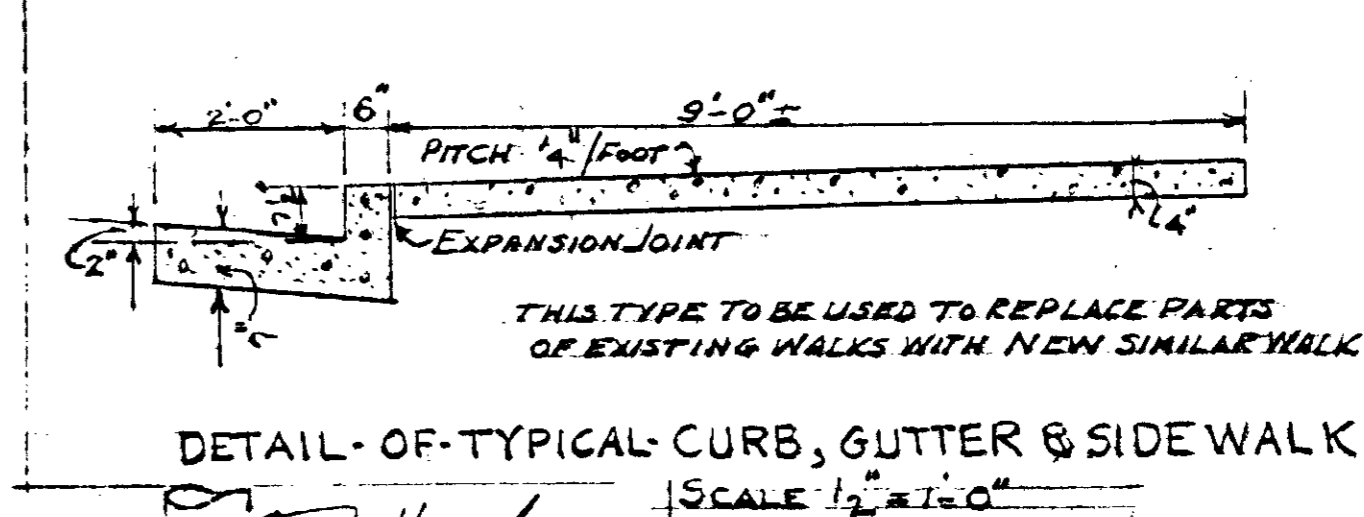 2'-0"
6"
9'-0" ±
PITCH 1/4"/FOOT
4"
2"
EXPANSION JOINT
THIS TYPE TO BE USED TO REPLACE PARTS
OF EXISTING WALKS WITH NEW SIMILAR WALK
DETAIL-OF-TYPICAL-CURB, GUTTER & SIDEWALK
SCALE 1/2" = 1'-0"